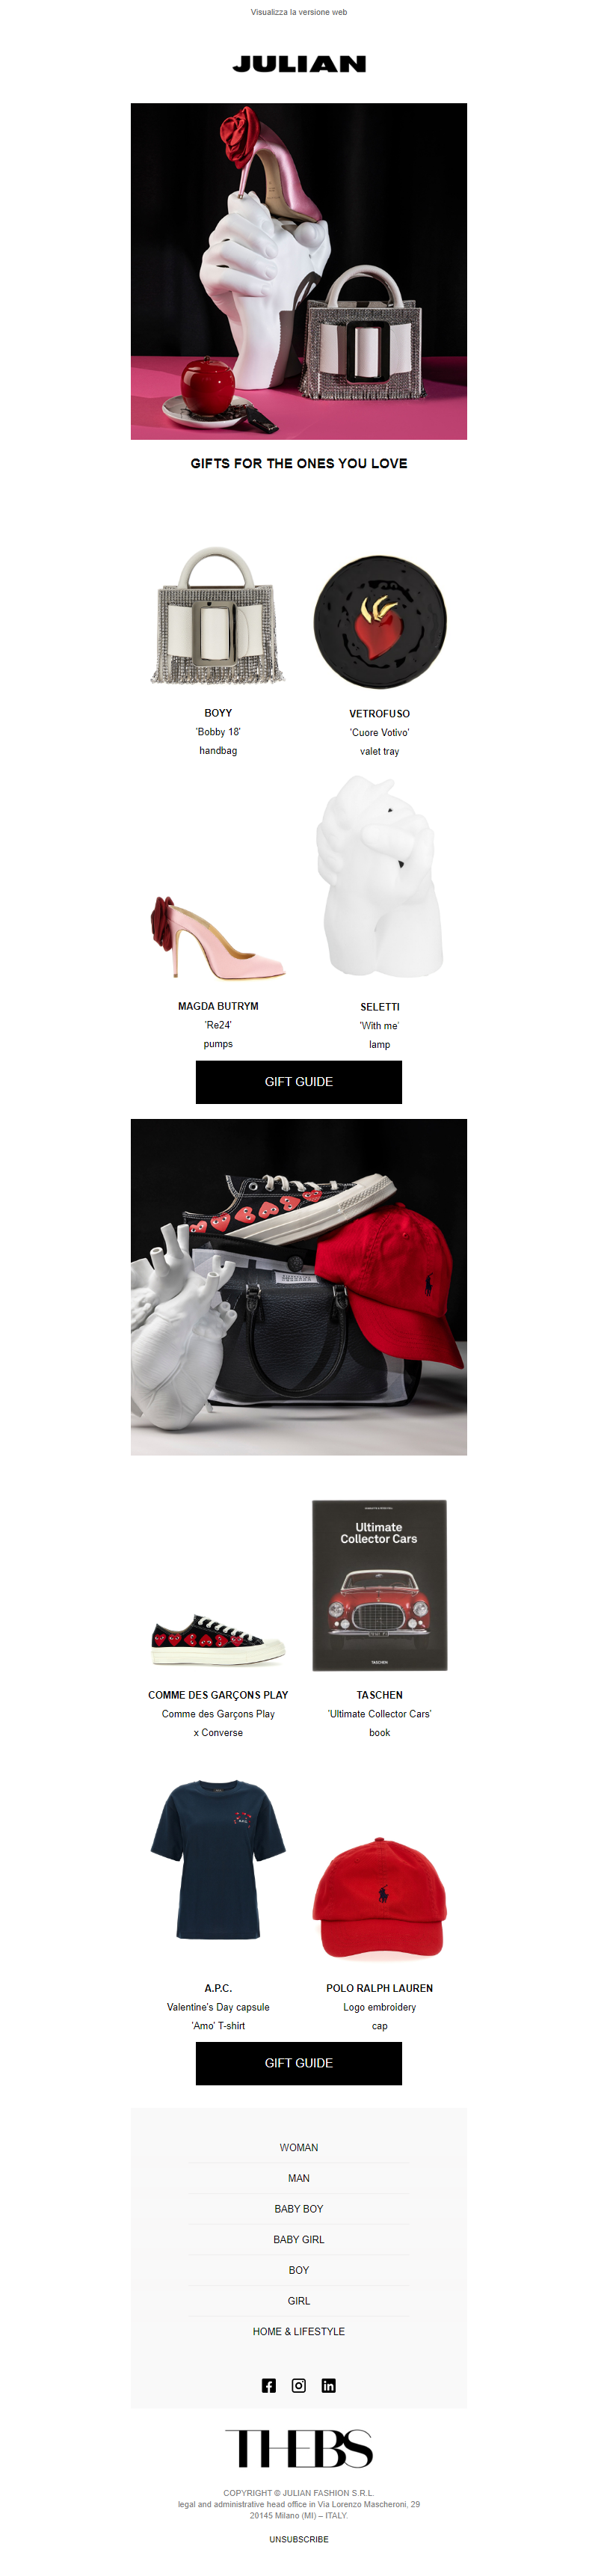 Visualizza la versione web
JULIAN
GIFTS FOR THE ONES YOU LOVE
BOYY
'Bobby 18'
handbag
VETROFUSO
'Cuore Votivo'
valet tray
MAGDA BUTRYM
'Re24'
pumps
SELETTI
'With me'
lamp
GIFT GUIDE
Ultimate
Collector Cars
TASCHEN
COMME DES GARÇONS PLAY
Comme des Garçons Play
x Converse
TASCHEN
'Ultimate Collector Cars'
book
A.P.C.
Valentine's Day capsule
'Amo' T-shirt
POLO RALPH LAUREN
Logo embroidery
cap
GIFT GUIDE
WOMAN
MAN
BABY BOY
BABY GIRL
BOY
GIRL
HOME & LIFESTYLE
THEBS
COPYRIGHT © JULIAN FASHION S.R.L.
legal and administrative head office in Via Lorenzo Mascheroni, 29
20145 Milano (MI) – ITALY.
UNSUBSCRIBE